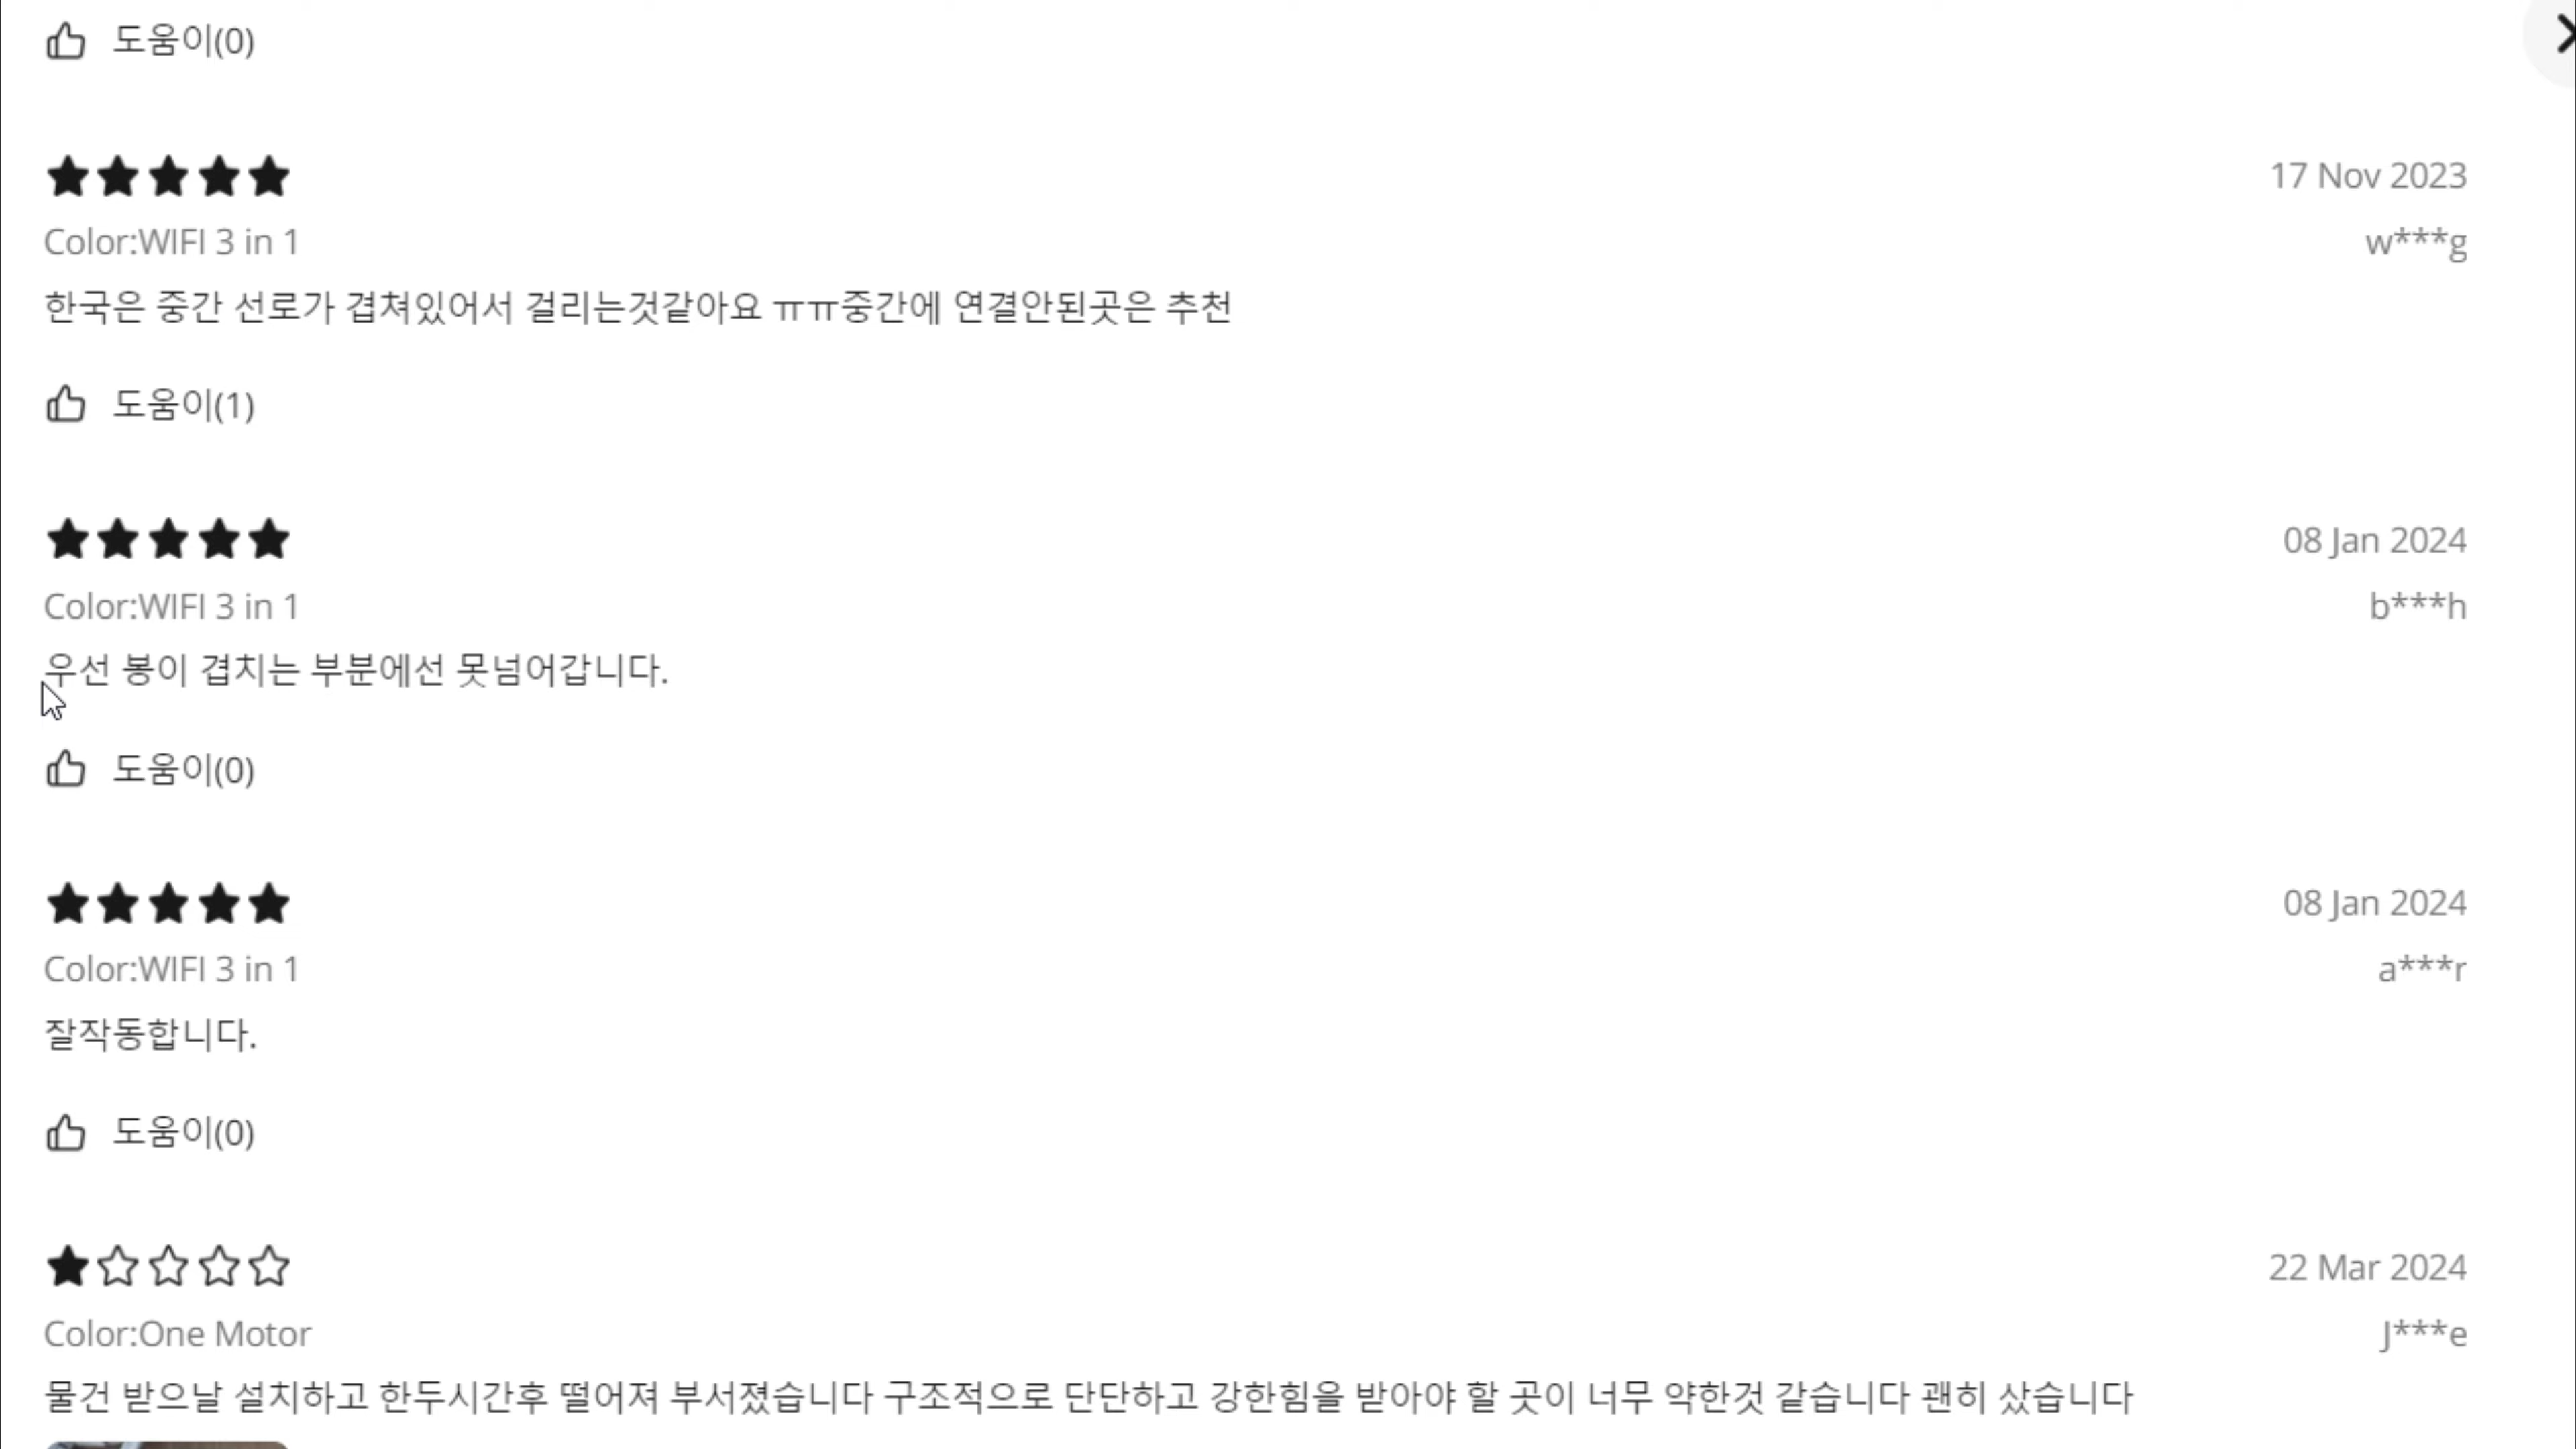 도움이(0)
17 Nov 2023
Color:WIFI 3 in 1
w***g
한국은 중간 선로가 겹쳐있어서 걸리는것같아요 ㅠㅠ중간에 연결안된곳은 추천
도움이(1)
08 Jan 2024
Color:WIFI 3 in 1
b***h
우선 봉이 겹치는 부분에선 못넘어갑니다.
도움이(0)
08 Jan 2024
Color:WIFI 3 in 1
a***r
잘작동합니다.
도움이(0)
22 Mar 2024
Color:One Motor
J***e
물건 받으날 설치하고 한두시간후 떨어져 부서졌습니다 구조적으로 단단하고 강한힘을 받아야 할 곳이 너무 약한것 같습니다 괜히 샀습니다